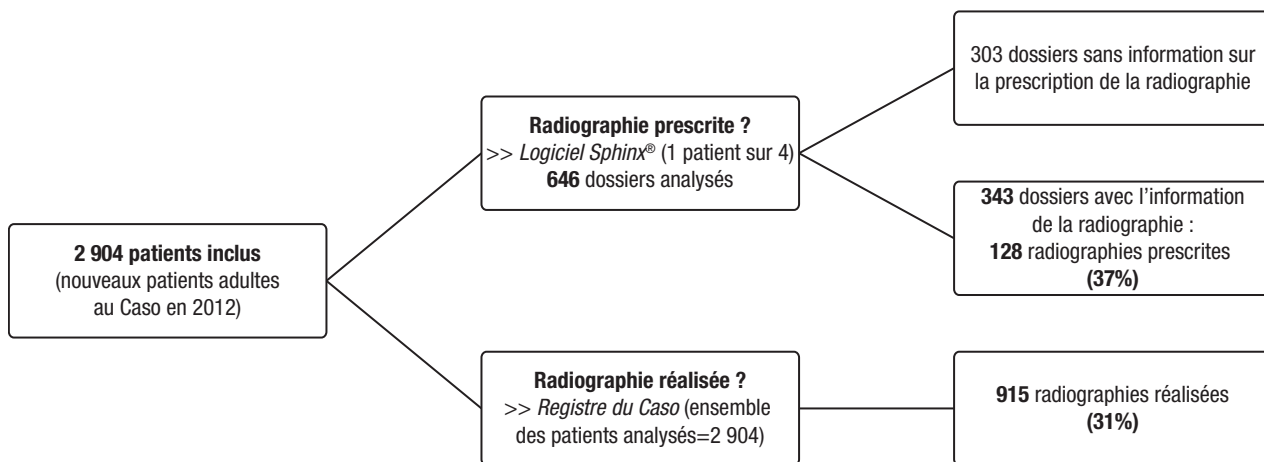 2 904 patients inclus
(nouveaux patients adultes
au Caso en 2012)
Radiographie prescrite ?
>> Logiciel Sphinx® (1 patient sur 4)
646 dossiers analysés
303 dossiers sans information sur
la prescription de la radiographie
343 dossiers avec l’information
de la radiographie :
128 radiographies prescrites
(37%)
Radiographie réalisée ?
>> Registre du Caso (ensemble
des patients analysés=2 904)
915 radiographies réalisées
(31%)